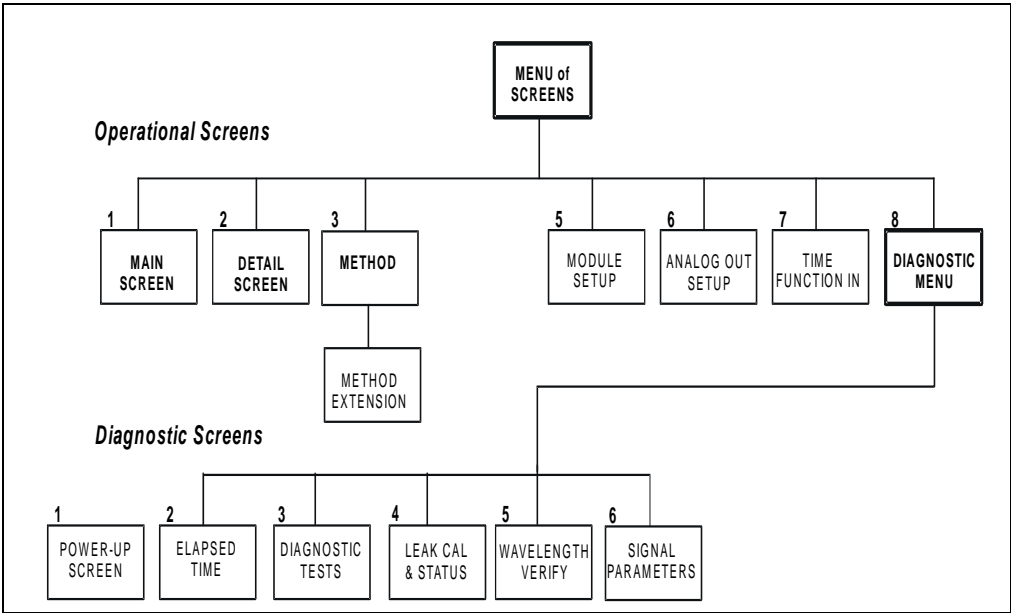 MENU of
SCREENS
Operational Screens
1
2
3
5
6
7
8
MAIN
SCREEN
DETAIL
SCREEN
METHOD
MODULE
SETUP
ANALOG OUT
SETUP
TIME
FUNCTION IN
DIAGNOSTIC
MENU
METHOD
EXTENSION
Diagnostic Screens
1
2
3
4
5
6
POWER-UP
SCREEN
ELAPSED
TIME
DIAGNOSTIC
TESTS
LEAK CAL
& STATUS
WAVELENGTH
VERIFY
SIGNAL
PARAMETERS